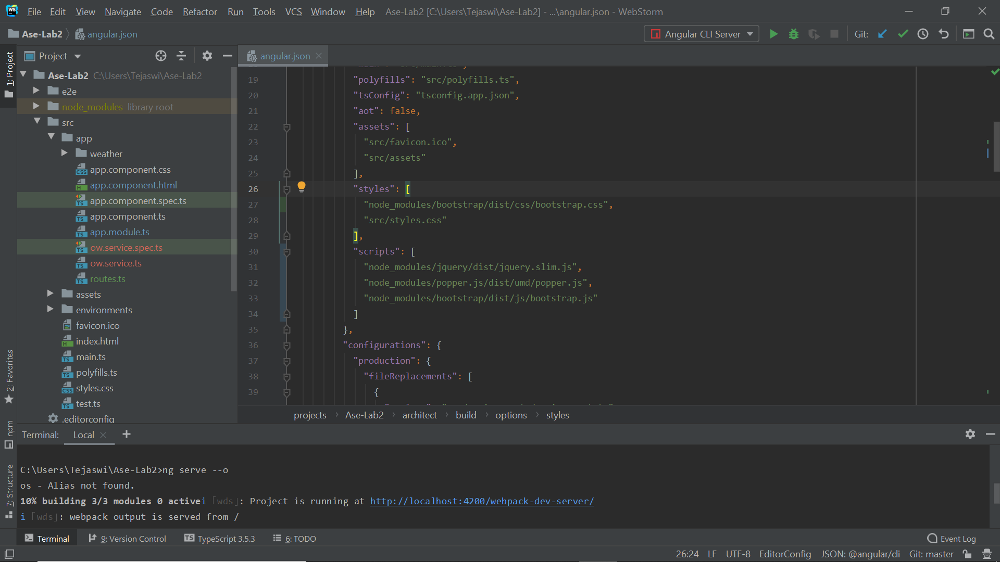 WS File Edit View Navigate Code Refactor Run Tools VCS Window Help Ase-Lab2 [C:\Users\Tejaswi\Ase-Lab2] - ...\angular.json - WebStorm
Ase-Lab2 angular.json Angular CLI Server Git:
Project
angular.json
1: Project
2: Favorites
npm
7: Structure
Ase-Lab2 C:\Users\Tejaswi\Ase-Lab2
e2e
node_modules library root
src
app
weather
app.component.css
app.component.html
app.component.spec.ts
app.component.ts
app.module.ts
ow.service.spec.ts
ow.service.ts
routes.ts
assets
environments
favicon.ico
index.html
main.ts
polyfills.ts
styles.css
test.ts
.editorconfig
19 "polyfills": "src/polyfills.ts",
20 "tsConfig": "tsconfig.app.json",
21 "aot": false,
22 "assets": [
23 "src/favicon.ico",
24 "src/assets"
25 ],
26 "styles": [
27 "node_modules/bootstrap/dist/css/bootstrap.css",
28 "src/styles.css"
29 ],
30 "scripts": [
31 "node_modules/jquery/dist/jquery.slim.js",
32 "node_modules/popper.js/dist/umd/popper.js",
33 "node_modules/bootstrap/dist/js/bootstrap.js"
34 ]
35 },
36 "configurations": {
37 "production": {
38 "fileReplacements": [
39 {
projects › Ase-Lab2 › architect › build › options › styles
Terminal: Local
C:\Users\Tejaswi\Ase-Lab2>ng serve --o
os - Alias not found.
10% building 3/3 modules 0 activei ｢wds｣: Project is running at http://localhost:4200/webpack-dev-server/
i ｢wds｣: webpack output is served from /
Terminal 9: Version Control TypeScript 3.5.3 6: TODO Event Log
26:24 LF UTF-8 EditorConfig JSON: @angular/cli Git: master